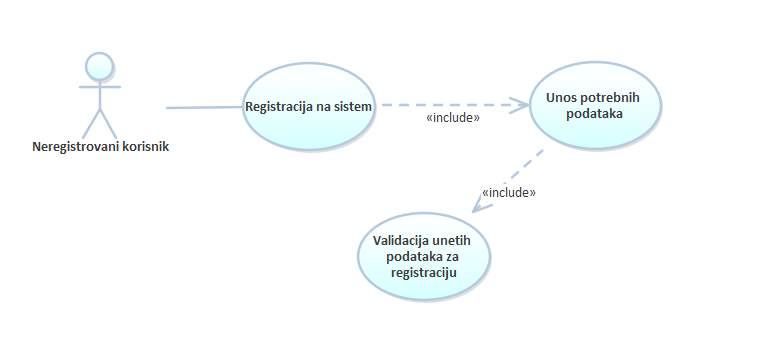 Neregistrovani korisnik
Registracija na sistem
«include»
Unos potrebnih
podataka
«include»
Validacija unetih
podataka za
registraciju